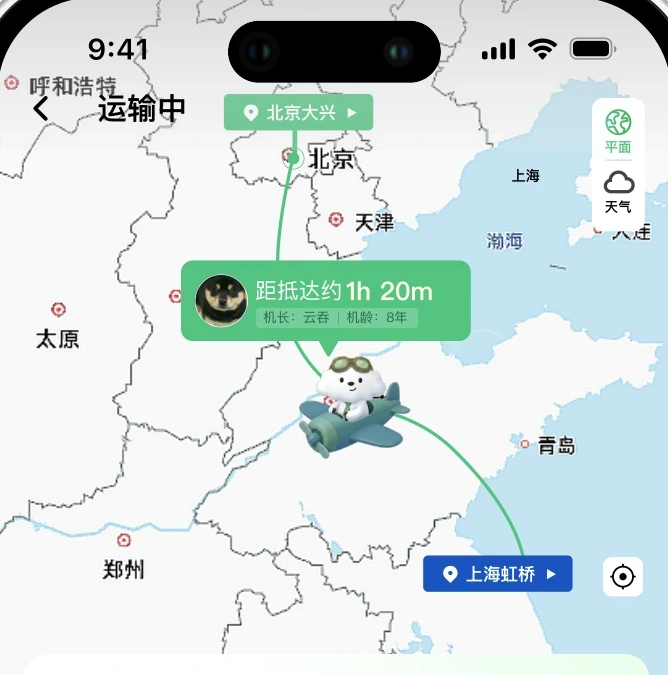 9:41
呼和浩特
运输中
北京大兴
北京
平面
天气
上海
天津
大连
渤海
距抵达约1h 20m
机长：云吞｜机龄：8年
太原
青岛
郑州
上海虹桥